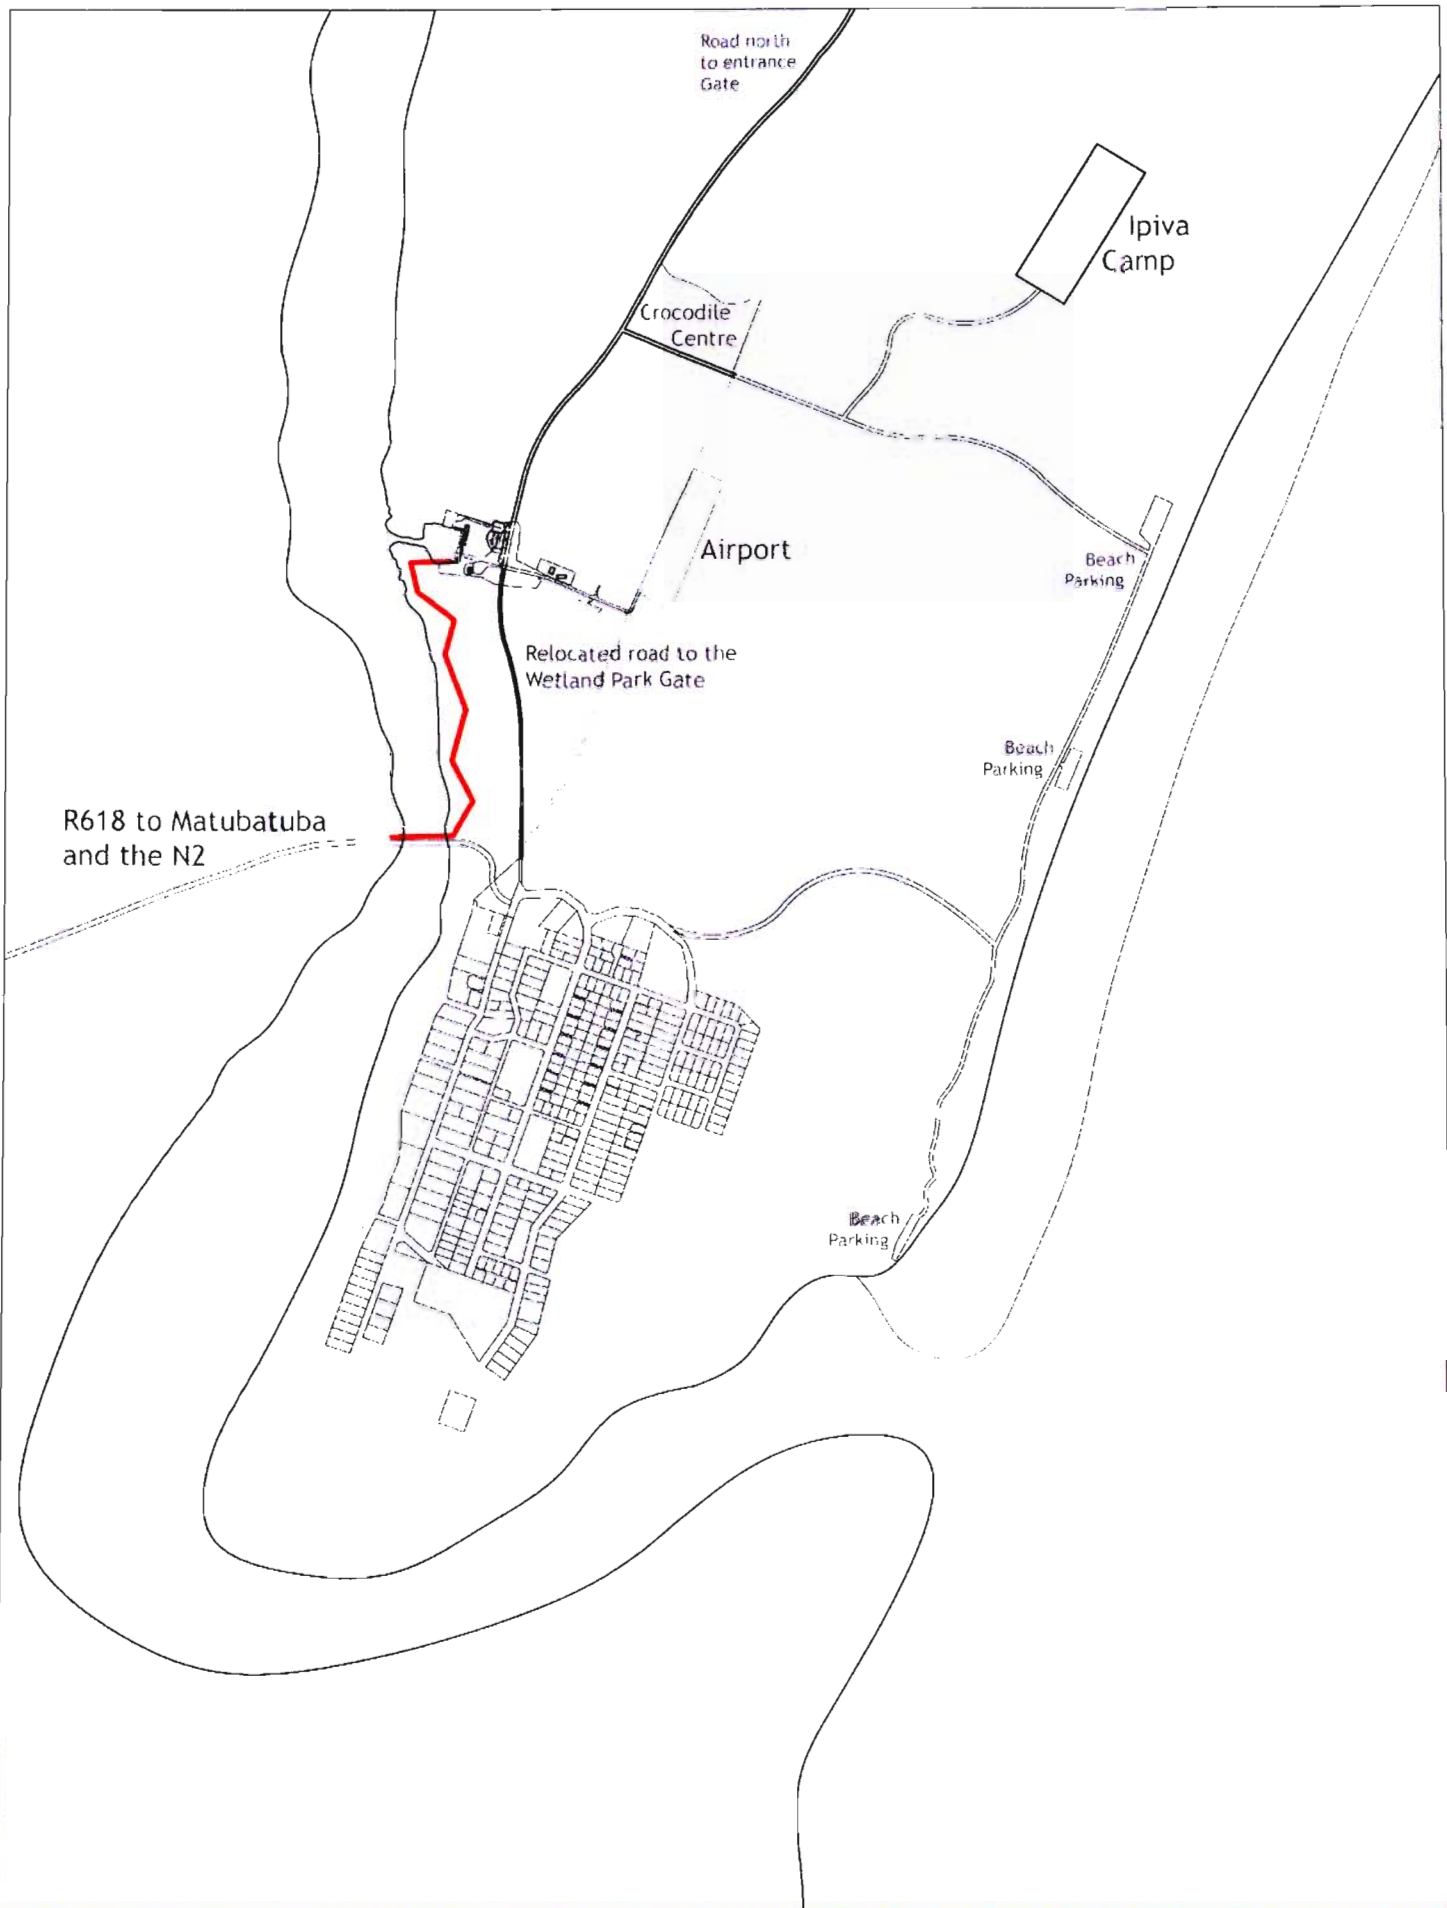 Road north
to entrance
Gate
Ipiva
Camp
Crocodile
Centre
Airport
Beach
Parking
Relocated road to the
Wetland Park Gate
Beach
Parking
R618 to Matubatuba
and the N2
Beach
Parking